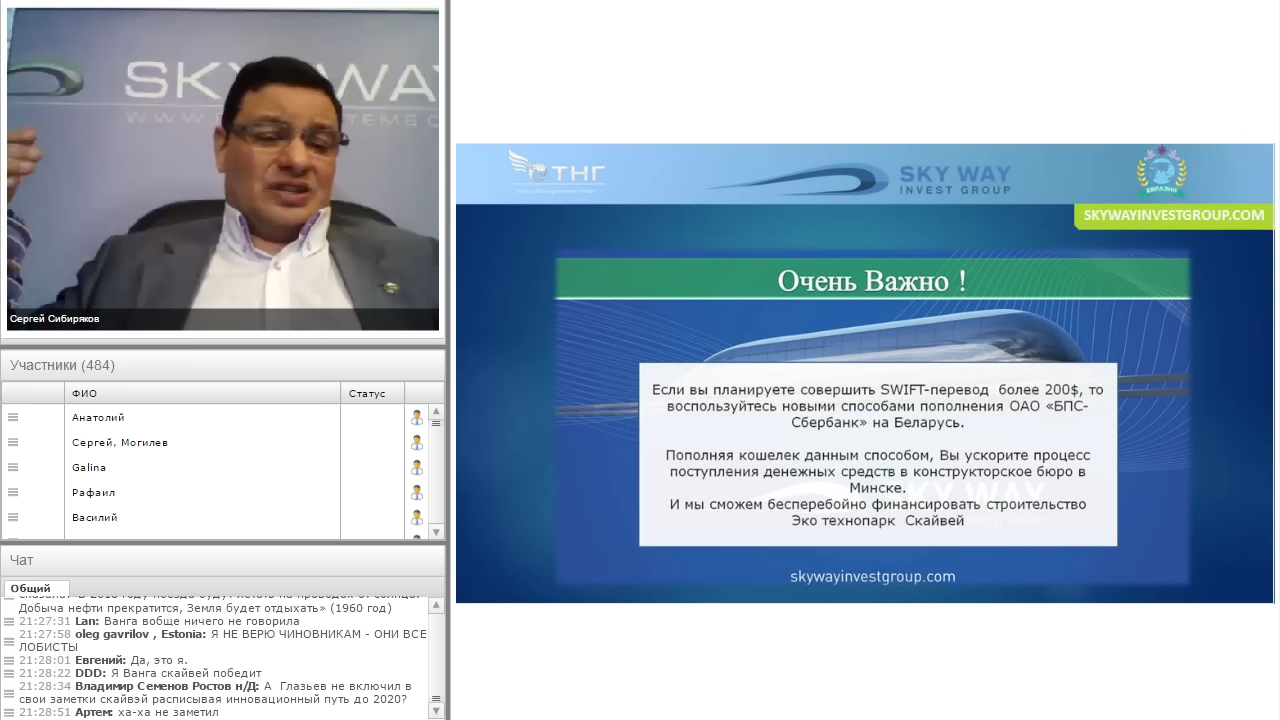 SKY WAY
Сергей Сибиряков
Участники (484)
ФИО
Статус
Анатолий
Сергей, Могилев
Galina
Рафаил
Василий
Чат
Общий
Добыча нефти прекратится, Земля будет отдыхать» (1960 год)
21:27:31 Lan: Ванга вобще ничего не говорила
21:27:58 oleg gavrilov , Estonia: Я НЕ ВЕРЮ ЧИНОВНИКАМ - ОНИ ВСЕ
ЛОБИСТЫ
21:28:01 Евгений: Да, это я.
21:28:22 DDD: Я Ванга скайвей победит
21:28:34 Владимир Семенов Ростов н/Д: А Глазьев не включил в
свои заметки скайвэй расписывая инновационный путь до 2020?
21:28:51 Артем: ха-ха не заметил
ТНГ
SKY WAY
INVEST GROUP
ЕВРАЗИЯ
SKYWAYINVESTGROUP.COM
Очень Важно !
Если вы планируете совершить SWIFT-перевод более 200$, то
воспользуйтесь новыми способами пополнения ОАО «БПС-
Сбербанк» на Беларусь.
Пополняя кошелек данным способом, Вы ускорите процесс
поступления денежных средств в конструкторское бюро в
Минске.
И мы сможем бесперебойно финансировать строительство
Эко технопарк Скайвей
skywayinvestgroup.com